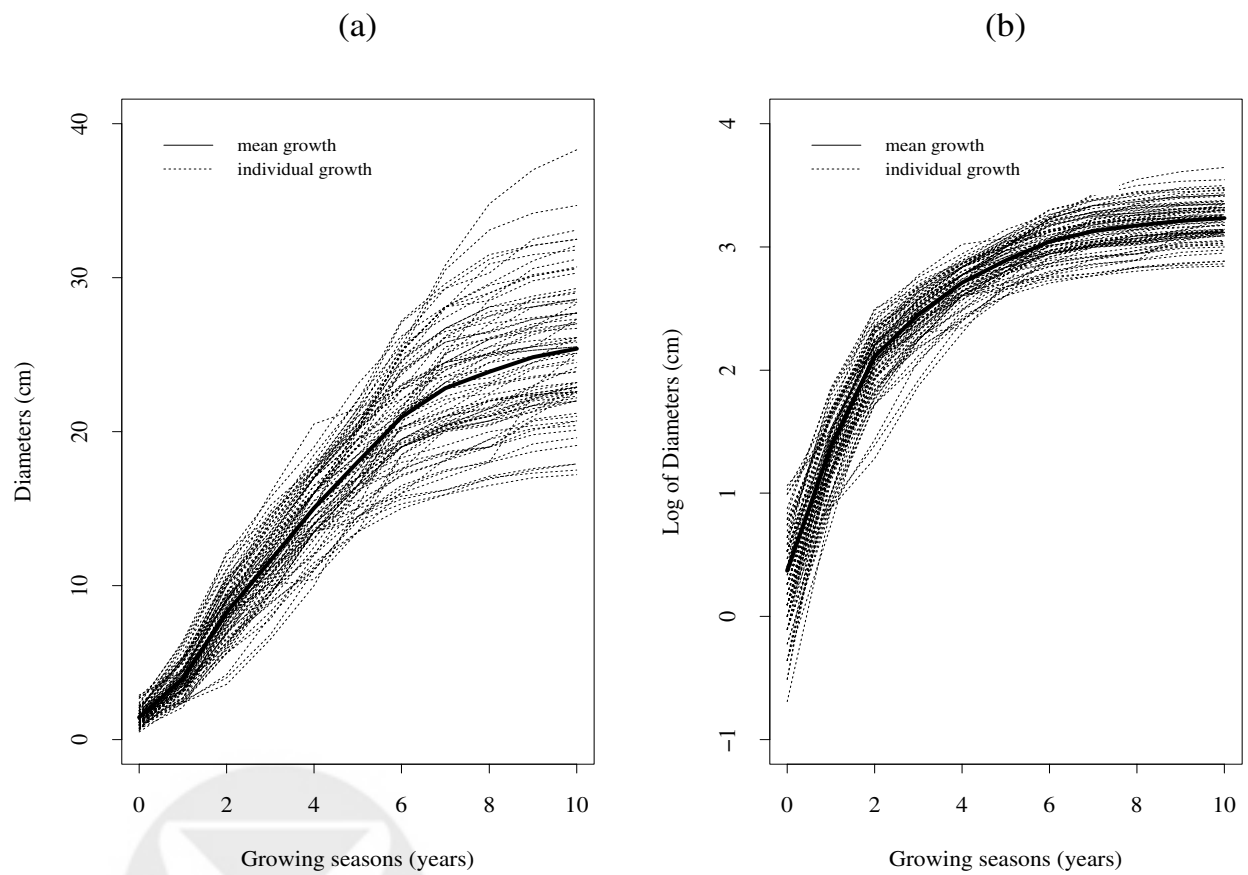 (a)
(b)
mean growth
individual growth
mean growth
individual growth
40
30
20
10
0
Diameters (cm)
0 2 4 6 8 10
Growing seasons (years)
4
3
2
1
0
−1
Log of Diameters (cm)
0 2 4 6 8 10
Growing seasons (years)